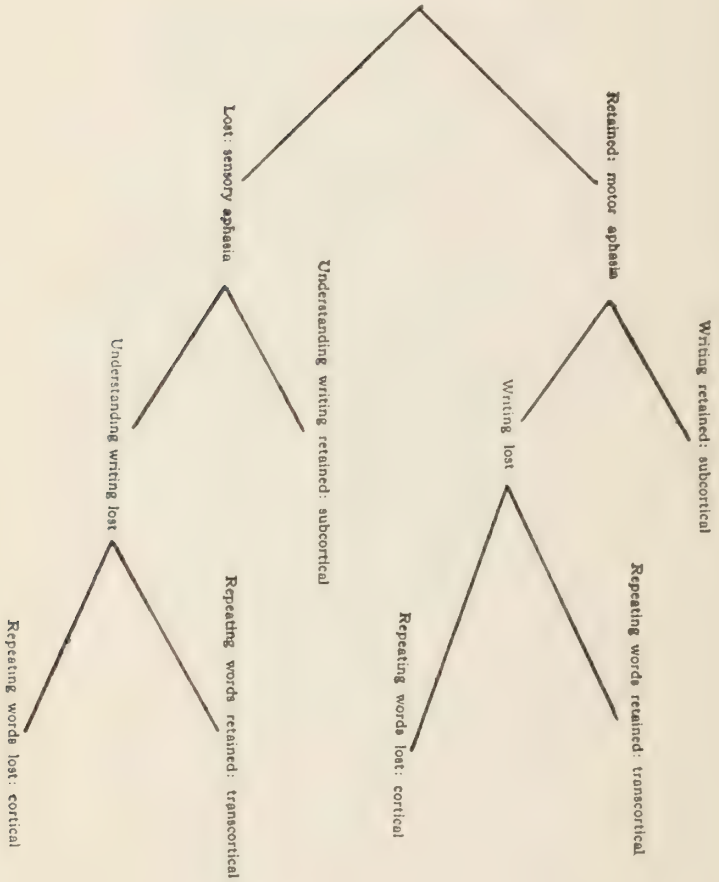 Retained: motor aphasia
Writing retained: subcortical
Writing lost
Repeating words retained: transcortical
Repeating words lost: cortical
Lost: sensory aphasia
Understanding writing retained: subcortical
Understanding writing lost
Repeating words retained: transcortical
Repeating words lost: cortical